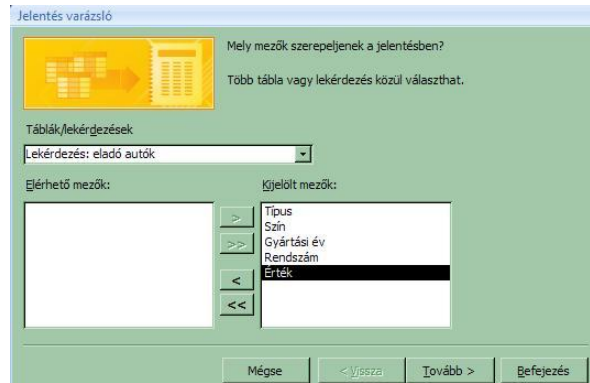 Jelentés varázsló
Mely mezők szerepeljenek a jelentésben?
Több tábla vagy lekérdezés közül választhat.
Táblák/lekérdezések
Lekérdezés: eladó autók
Elérhető mezők:
Kijelölt mezők:
>
>>
<
<<
Típus
Szín
Gyártási év
Rendszám
Érték
Mégse
< Vissza
Tovább >
Befejezés